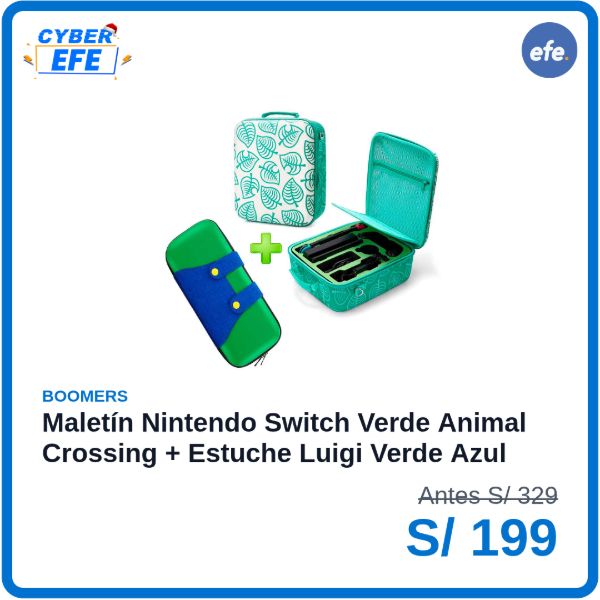 CYBER
EFE
efe.
BOOMERS
Maletín Nintendo Switch Verde Animal
Crossing + Estuche Luigi Verde Azul
Antes S/ 329
S/ 199